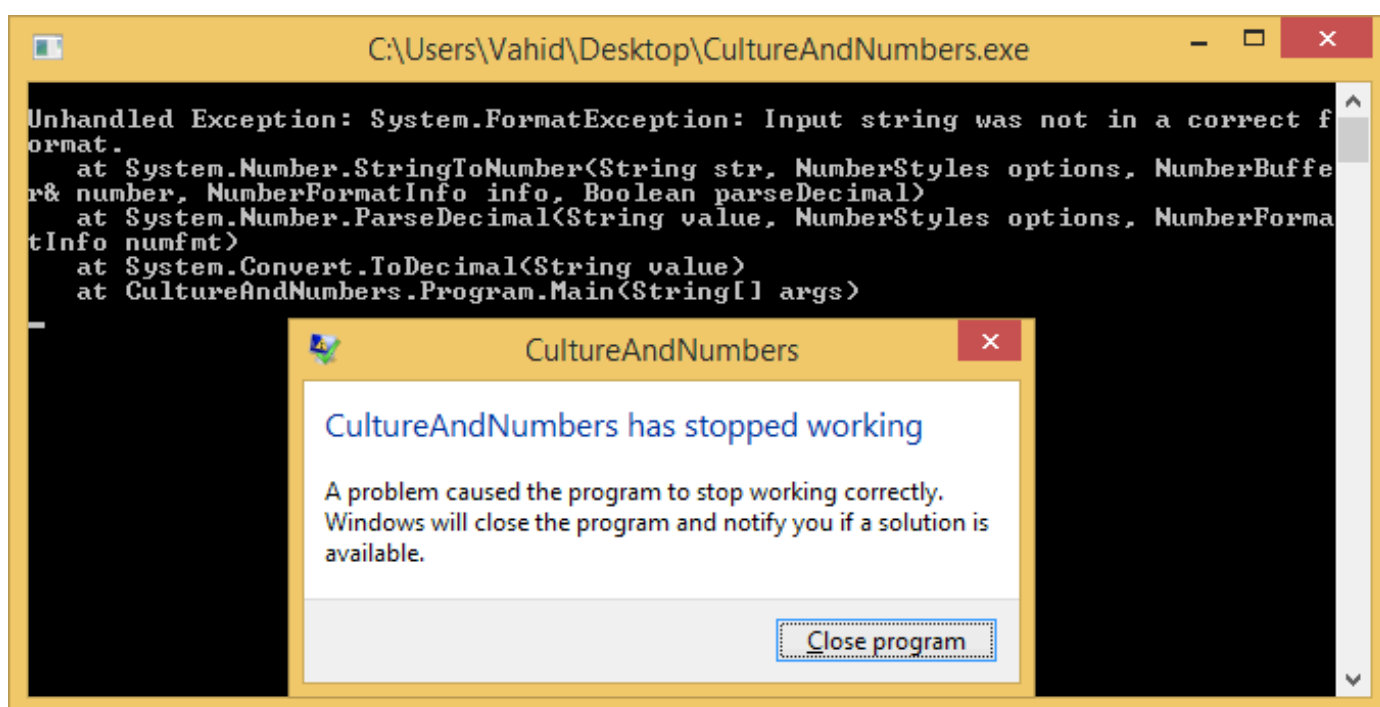 C:\Users\Vahid\Desktop\CultureAndNumbers.exe
Unhandled Exception: System.FormatException: Input string was not in a correct f
ormat.
at System.Number.StringToNumber(String str, NumberStyles options, NumberBuffe
r& number, NumberFormatInfo info, Boolean parseDecimal)
at System.Number.ParseDecimal(String value, NumberStyles options, NumberForma
tInfo numfmt)
at System.Convert.ToDecimal(String value)
at CultureAndNumbers.Program.Main(String[] args)
CultureAndNumbers
CultureAndNumbers has stopped working
A problem caused the program to stop working correctly.
Windows will close the program and notify you if a solution is
available.
Close program